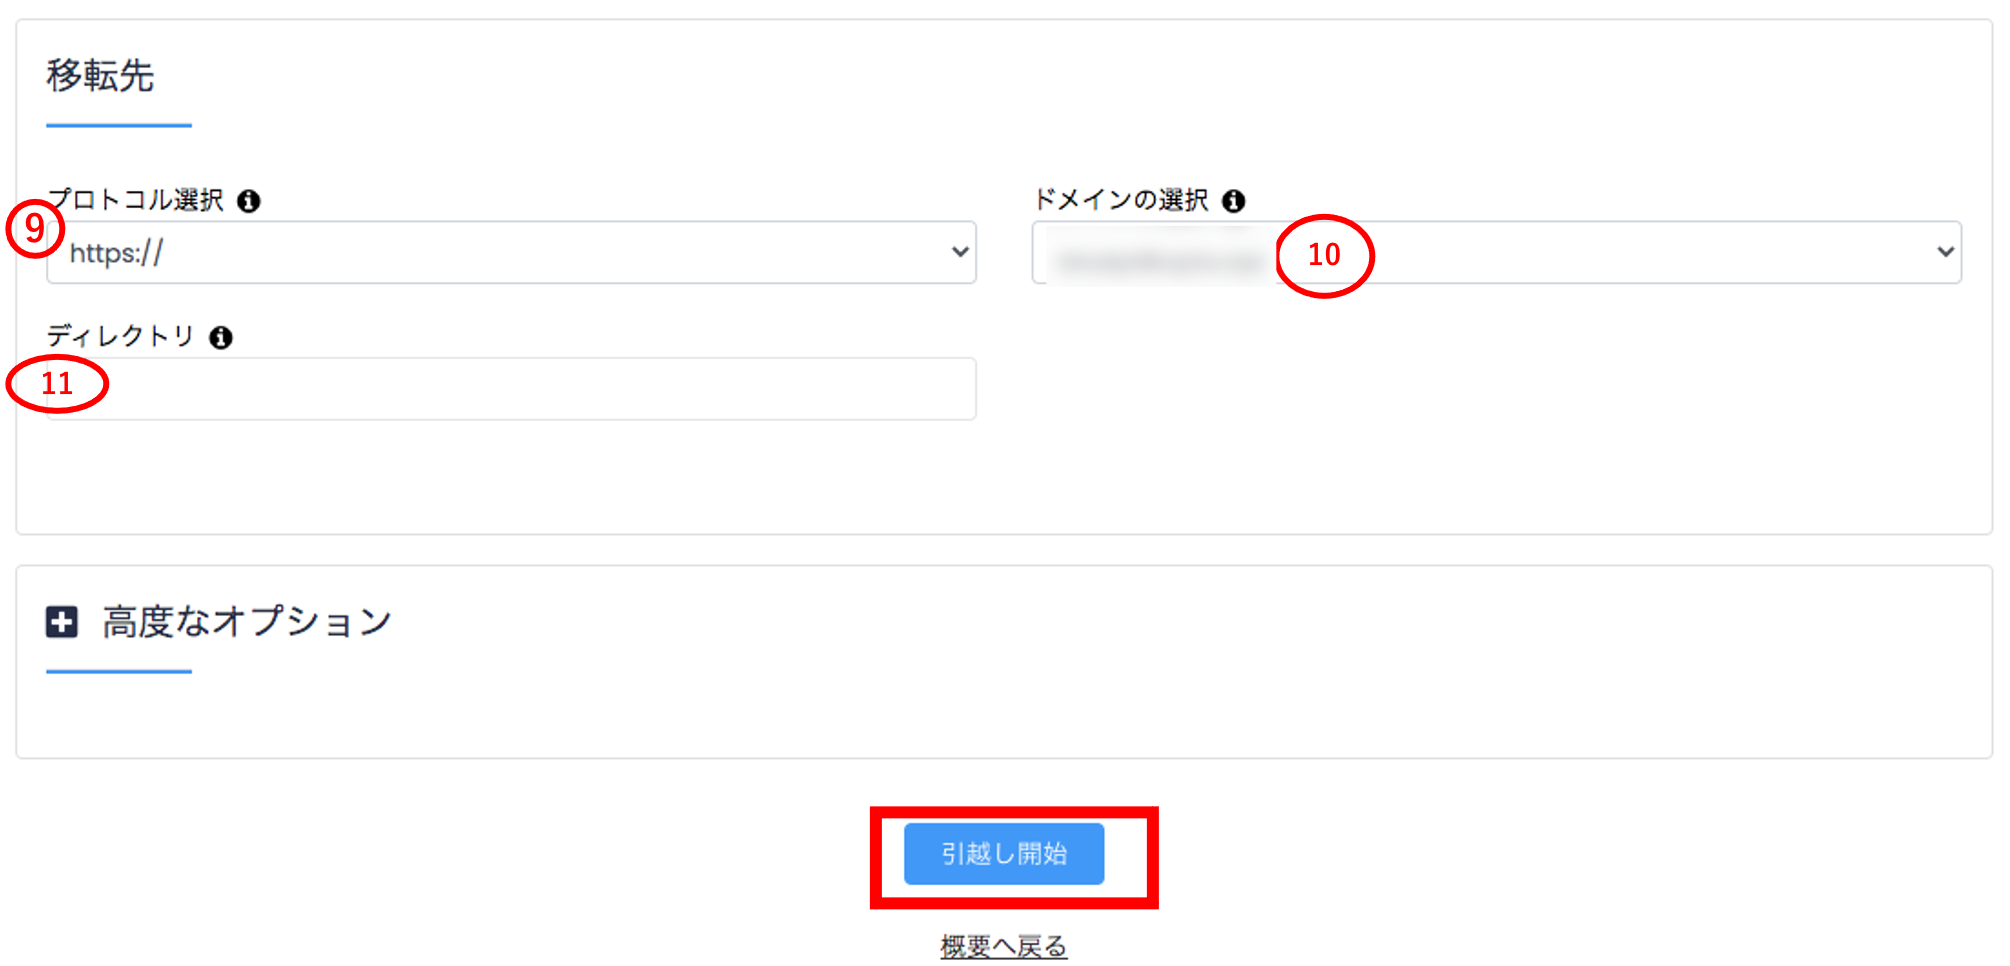 移転先
プロトコル選択
ドメインの選択
9
https://
10
ディレクトリ
11
高度なオプション
引越し開始
概要へ戻る